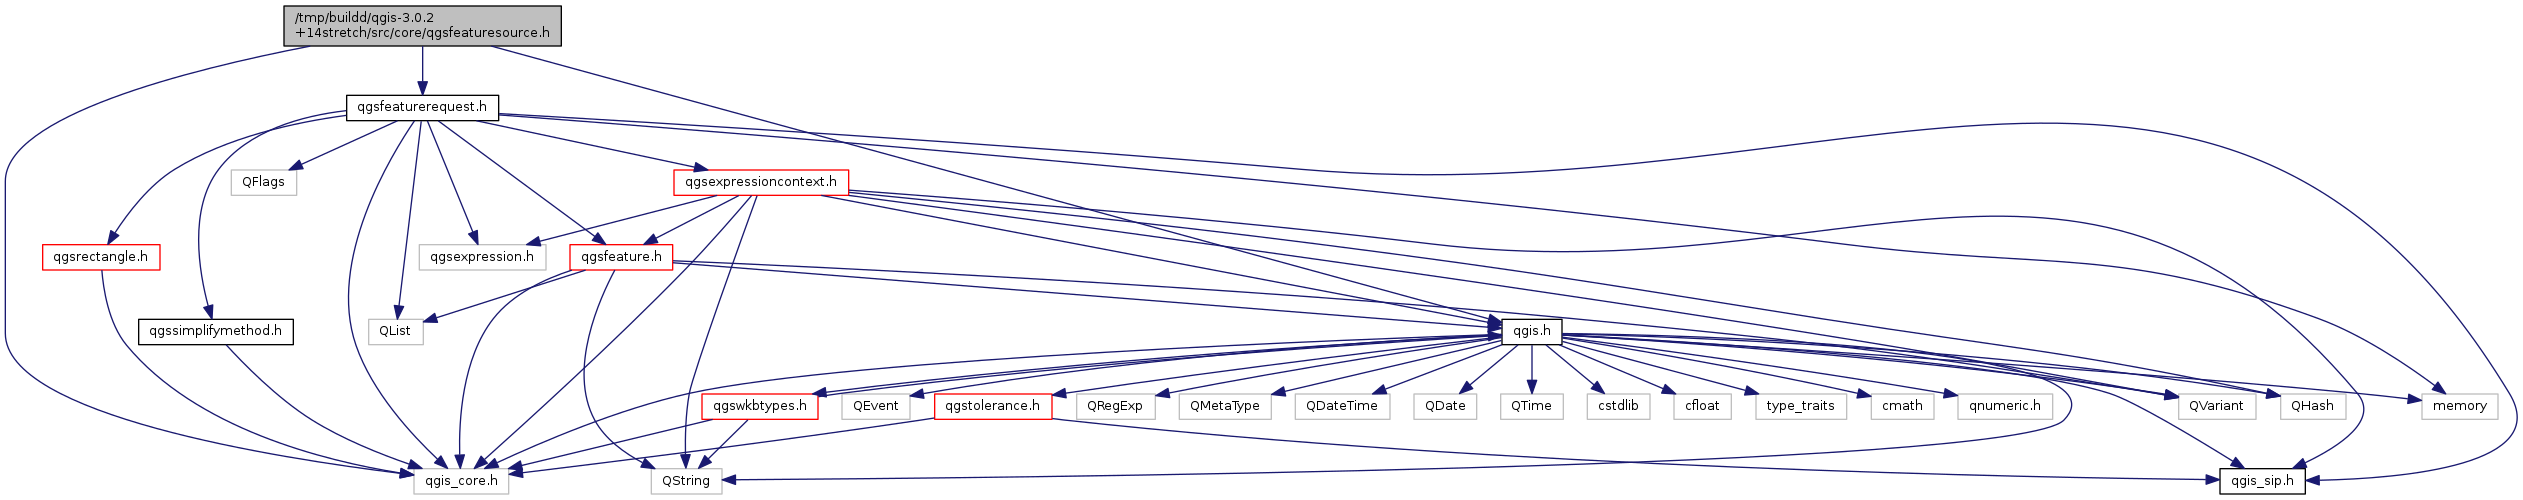 /tmp/buildd/qgis-3.0.2
+14stretch/src/core/qgsfeaturesource.h
qgsfeaturerequest.h
QFlags
qgsexpressioncontext.h
qgsrectangle.h
qgsexpression.h
qgsfeature.h
qgssimplifymethod.h
QList
qgis.h
qgswkbtypes.h
QEvent
qgstolerance.h
QRegExp
QMetaType
QDateTime
QDate
QTime
cstdlib
cfloat
type_traits
cmath
qnumeric.h
QVariant
QHash
memory
qgis_core.h
QString
qgis_sip.h